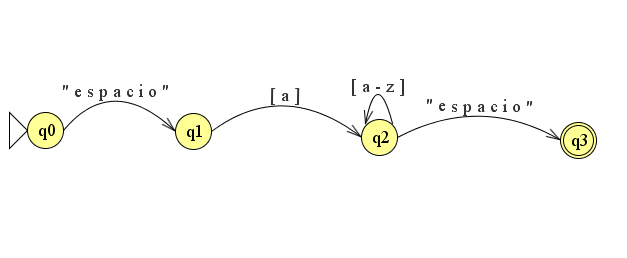 "espacio"
[a]
[a-z]
"espacio"
q0
q1
q2
q3